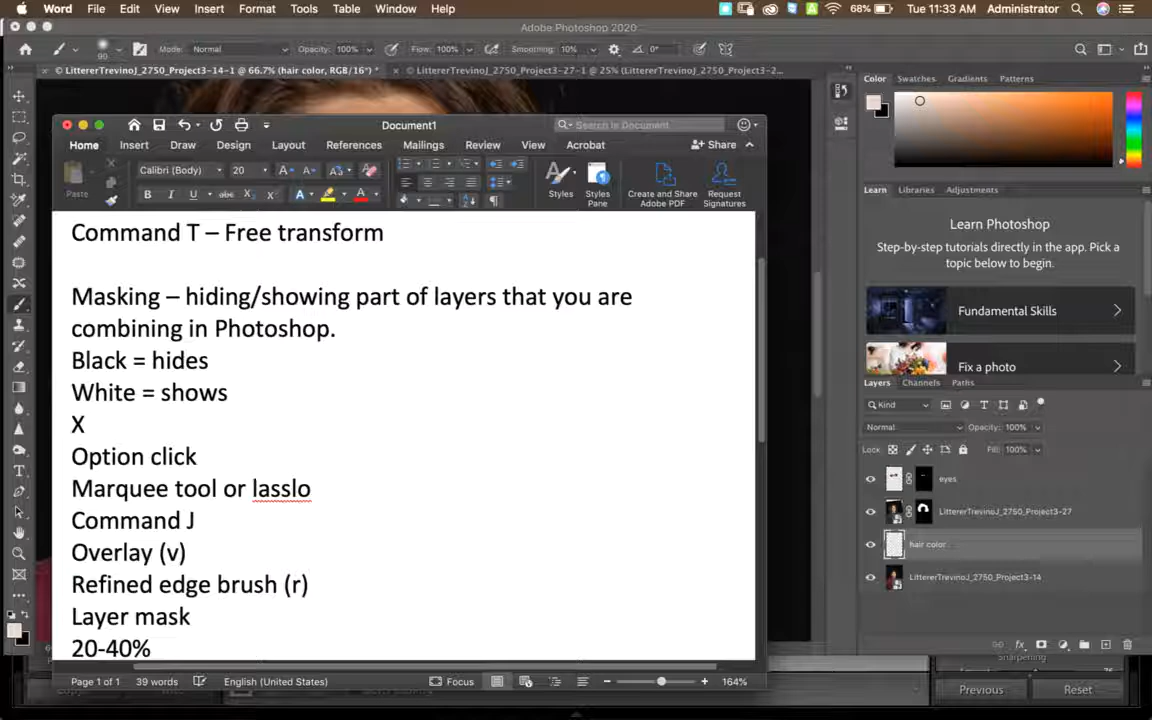 Word File Edit View Insert Format Tools Table Window Help 68% Tue 11:33 AM Administrator
Adobe Photoshop 2020
90 Mode: Normal Opacity: 100% Flow: 100% Smoothing: 10% 0°
© LittererTrevinoJ_2750_Project3-14-1 @ 66.7% (hair color, RGB/16*) *
© LittererTrevinoJ_2750_Project3-27-1 @ 25% (LittererTrevinoJ_2750_Project3-2...
Document1
Search in Document
Home Insert Draw Design Layout References Mailings Review View Acrobat Share
Paste
Calibri (Body) 20
Styles
Styles Pane
Create and Share Adobe PDF
Request Signatures
Command T – Free transform
Masking – hiding/showing part of layers that you are
combining in Photoshop.
Black = hides
White = shows
X
Option click
Marquee tool or lasslo
Command J
Overlay (v)
Refined edge brush (r)
Layer mask
20-40%
Page 1 of 1 39 words English (United States) Focus 164%
Color Swatches Gradients Patterns
Learn Libraries Adjustments
Learn Photoshop
Step-by-step tutorials directly in the app. Pick a
topic below to begin.
Fundamental Skills
Fix a photo
Layers Channels Paths
Kind
Normal Opacity: 100%
Lock: Fill: 100%
eyes
LittererTrevinoJ_2750_Project3-27
hair color
LittererTrevinoJ_2750_Project3-14
Sharpening
Previous Reset